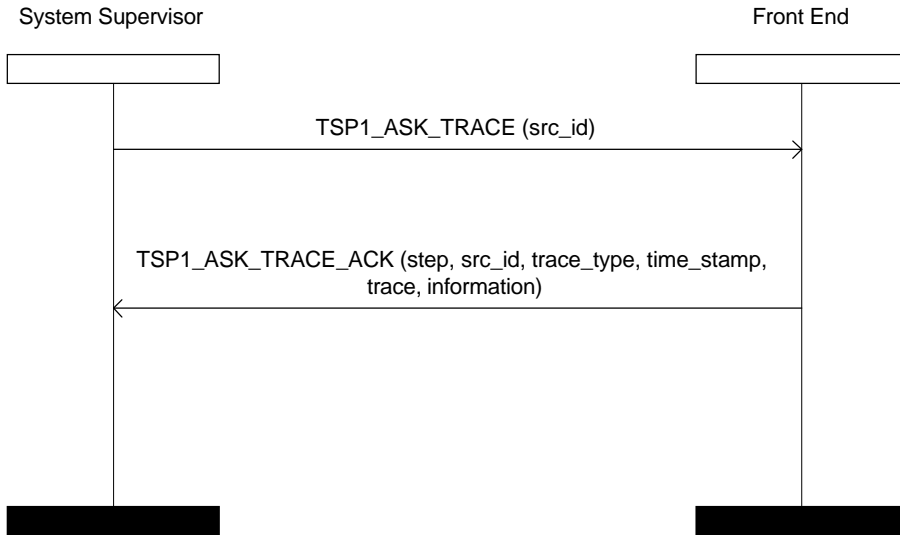 System Supervisor
Front End
TSP1_ASK_TRACE (src_id)
TSP1_ASK_TRACE_ACK (step, src_id, trace_type, time_stamp,
trace, information)